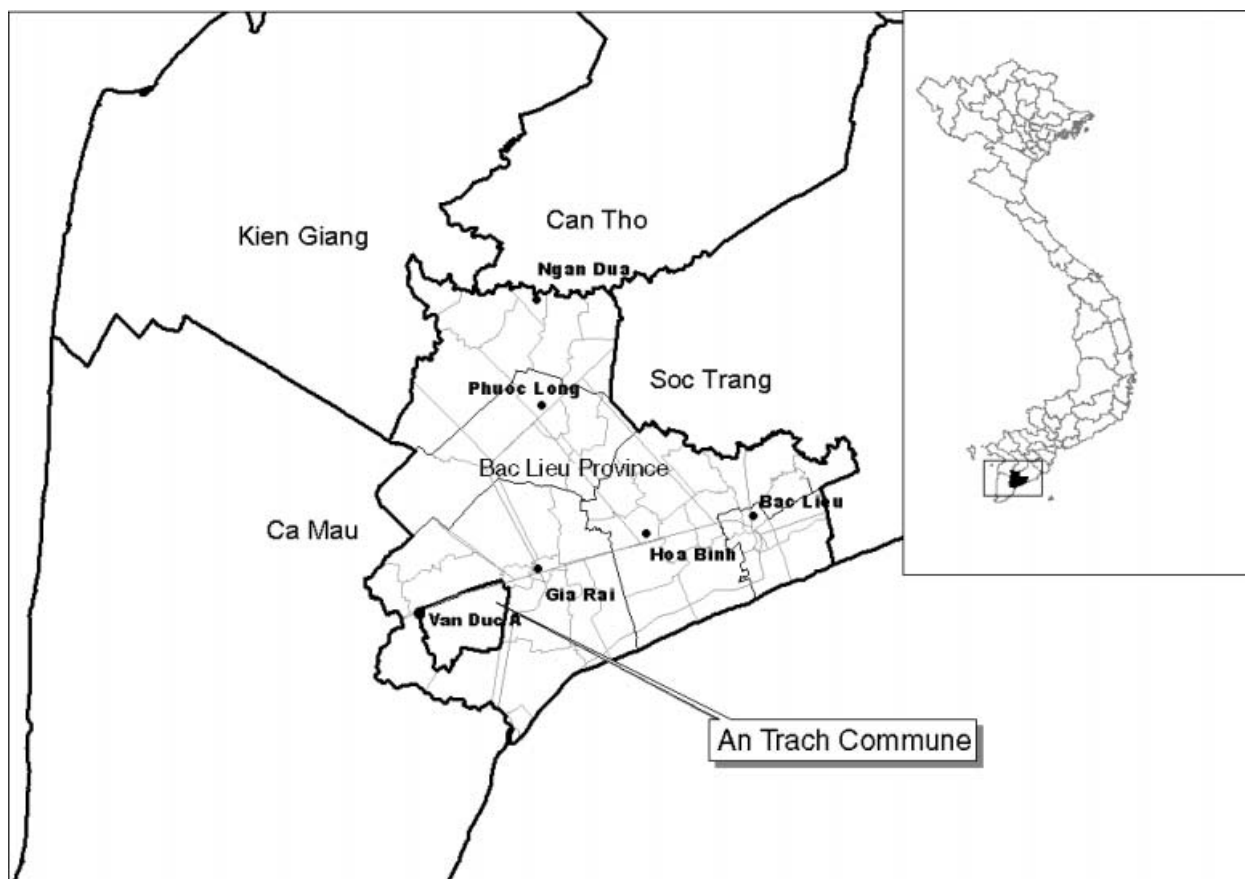 Can Tho
Kien Giang
Ngan Dua
Soc Trang
Phuoc Long
Bac Lieu Province
Bac Lieu
Ca Mau
Hoa Binh
Gia Rai
Van Duc A
An Trach Commune